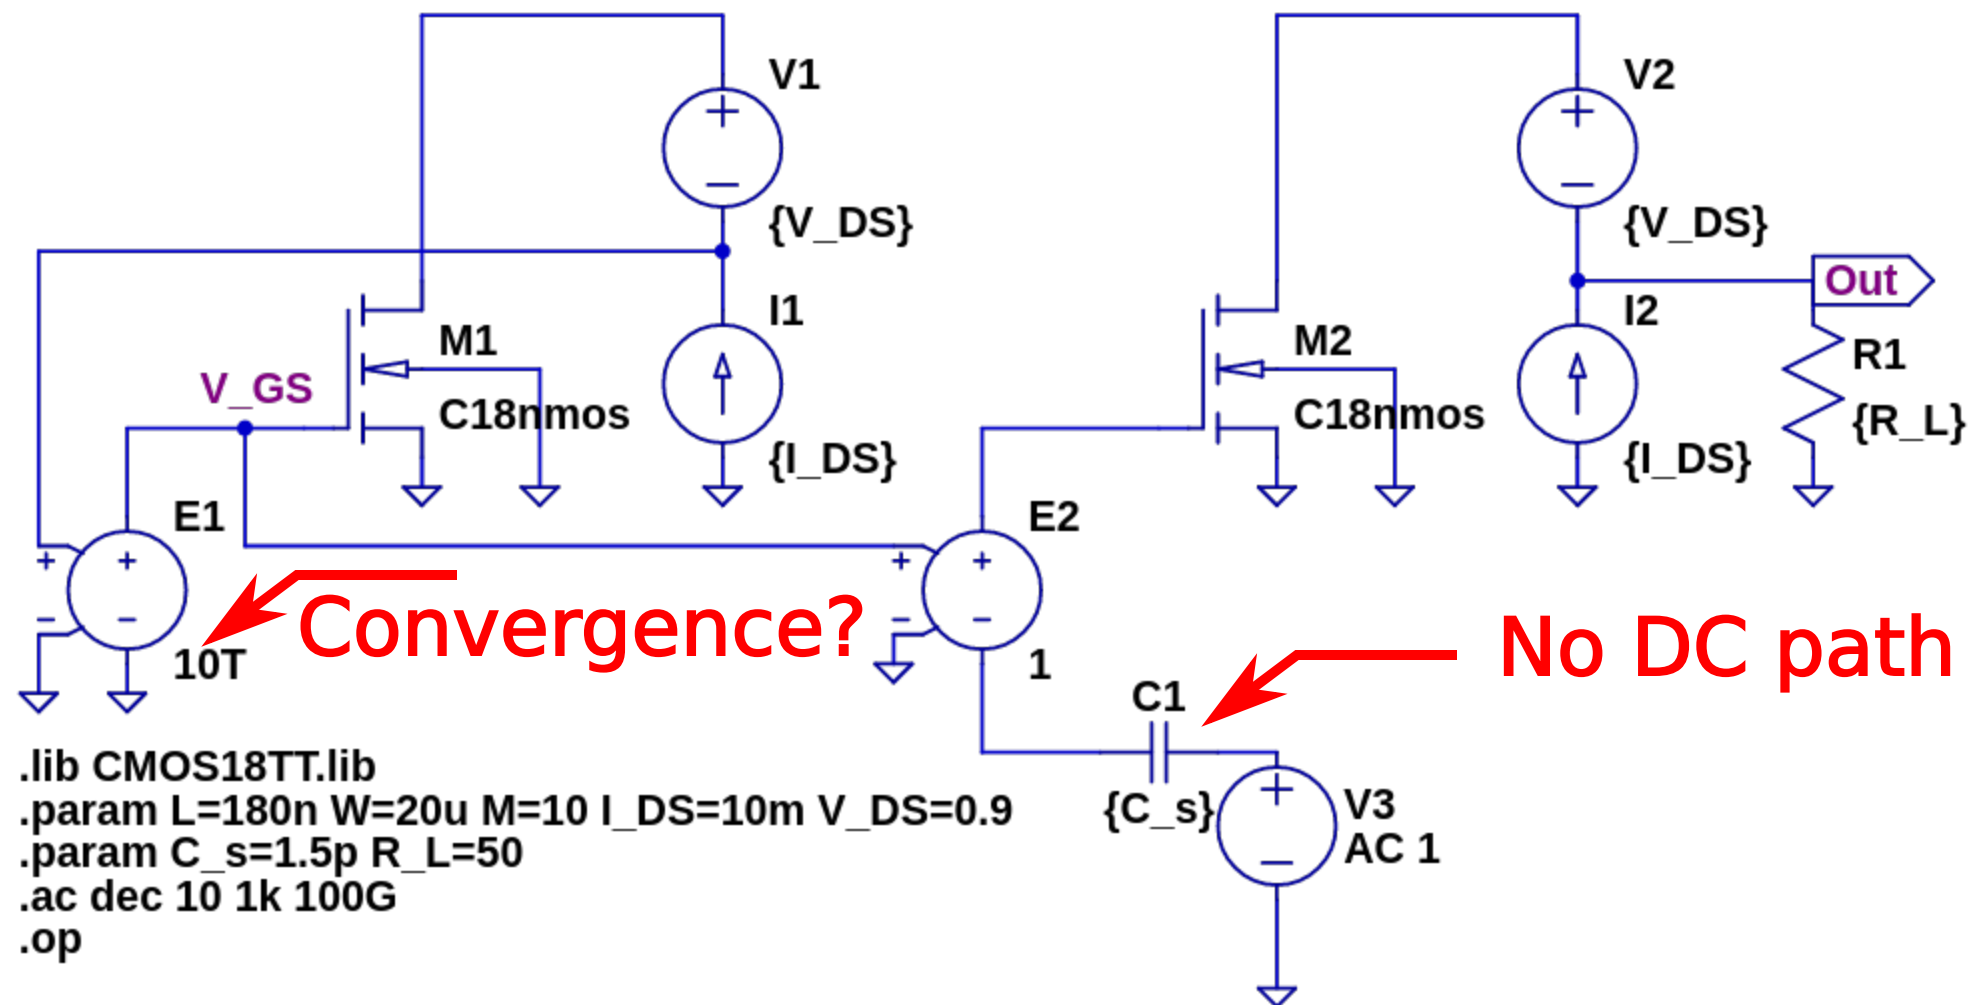 V1
V2
{V_DS}
{V_DS}
Out
I1
I2
M1
M2
R1
V_GS
C18nmos
C18nmos
{R_L}
{I_DS}
{I_DS}
E1
E2
+
+
+
+
Convergence?
−
−
−
−
No DC path
10T
1
C1
.lib CMOS18TT.lib
.param L=180n W=20u M=10 I_DS=10m V_DS=0.9
{C_s}
V3
.param C_s=1.5p R_L=50
AC 1
.ac dec 10 1k 100G
.op